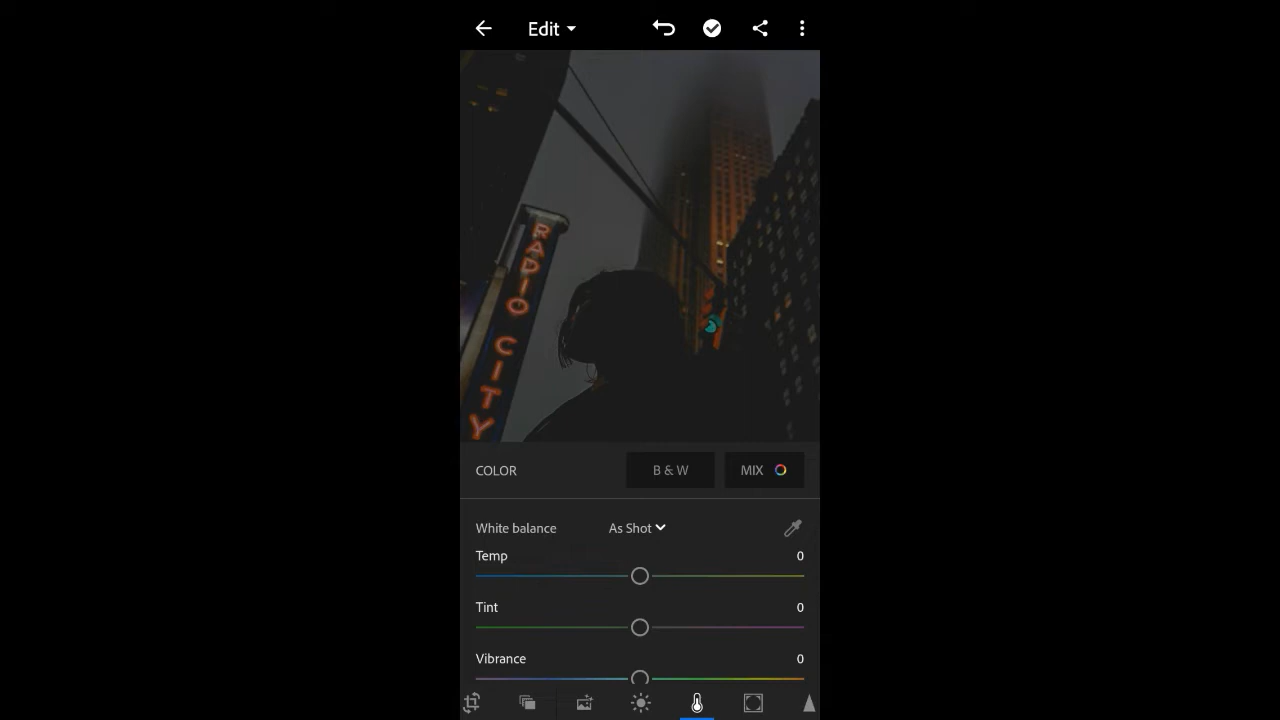 Edit
RADIO CITY
COLOR
B & W
MIX
White balance
As Shot
Temp
0
Tint
0
Vibrance
0